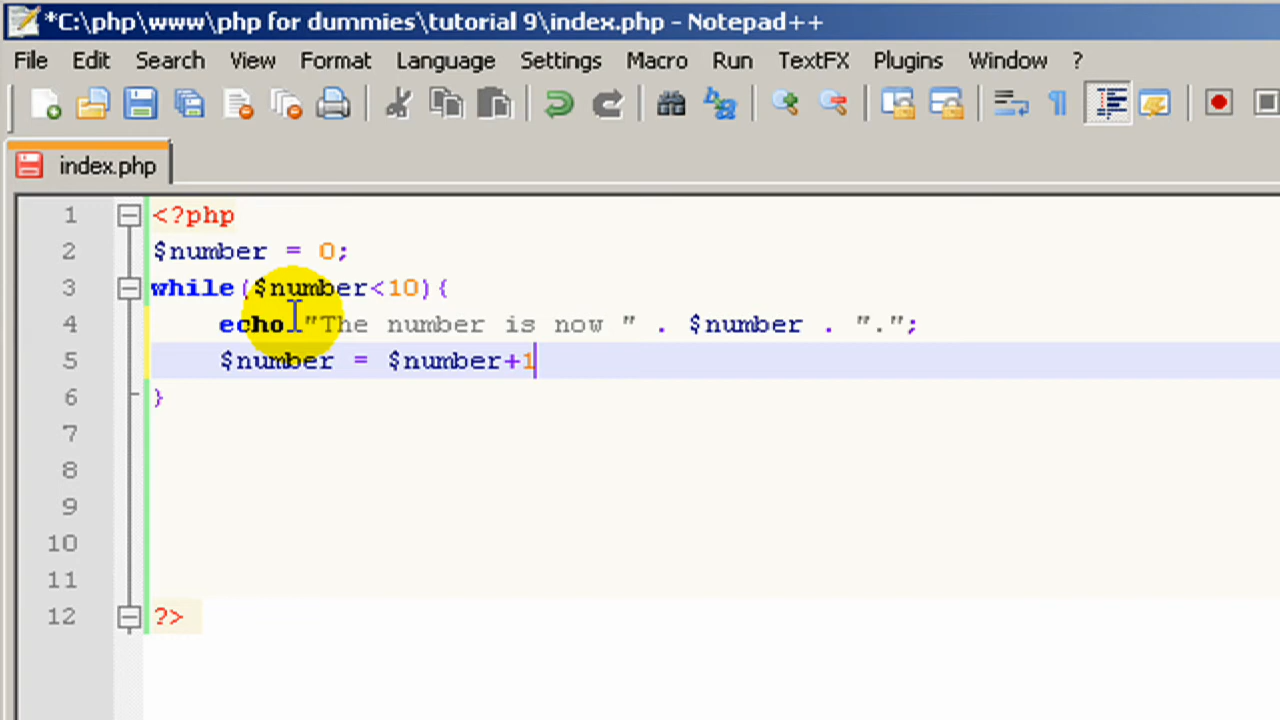 *C:\php\www\php for dummies\tutorial 9\index.php - Notepad++
File Edit Search View Format Language Settings Macro Run TextFX Plugins Window ?
index.php
1 <?php
2 $number = 0;
3 while($number<10){
4 echo "The number is now " . $number . ".";
5 $number = $number+1
6 }
7
8
9
10
11
12 ?>